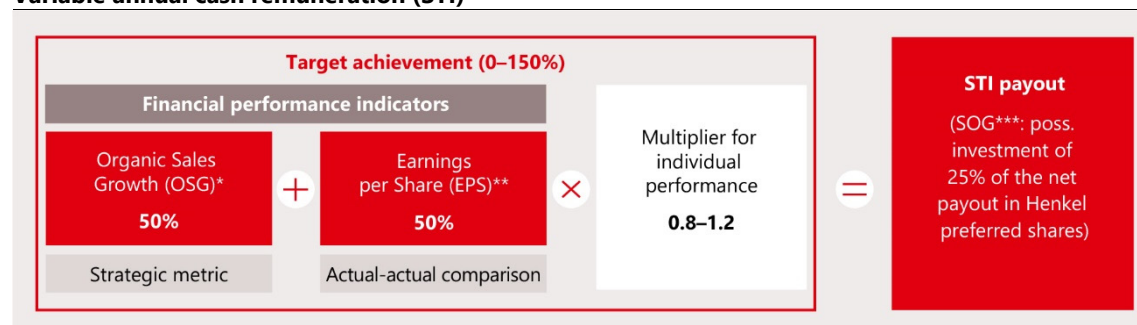 Variable annual cash remuneration (STI)
Target achievement (0–150%)
Financial performance indicators
Organic Sales
Growth (OSG)*
50%
Strategic metric
+
Earnings
per Share (EPS)**
50%
Actual-actual comparison
×
Multiplier for
individual
performance
0.8–1.2
=
STI payout
(SOG***: poss.
investment of
25% of the net
payout in Henkel
preferred shares)